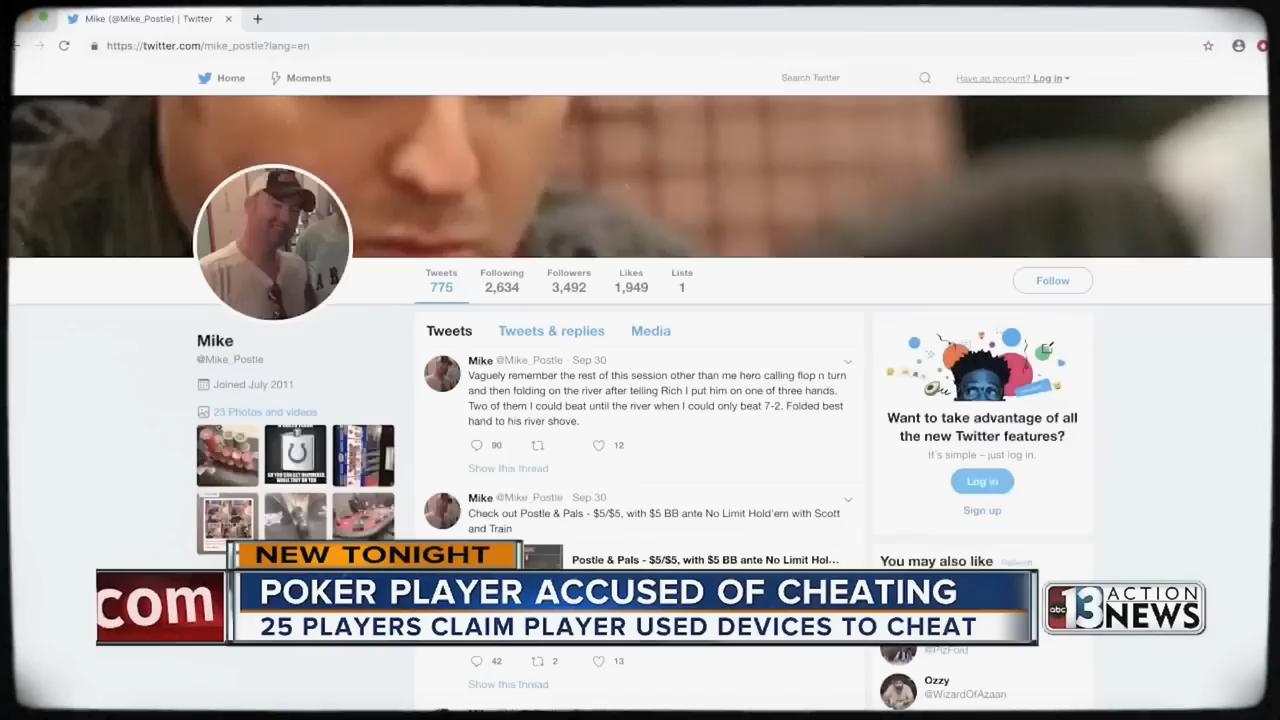 Mike (@Mike_Postle) | Twitter
https://twitter.com/mike_postle?lang=en
Home
Moments
Search Twitter
Have an account? Log in
Tweets
Following
Followers
Likes
Lists
775
2,634
3,492
1,949
1
Follow
Mike
@Mike_Postle
Joined July 2011
23 Photos and videos
Tweets
Tweets & replies
Media
Mike @Mike_Postle · Sep 30
Vaguely remember the rest of this session other than me hero calling flop n turn
and then folding on the river after telling Rich I put him on one of three hands.
Two of them I could beat until the river when I could only beat 7-2. Folded best
hand to his river shove.
90
12
Show this thread
Mike @Mike_Postle · Sep 30
Check out Postle & Pals - $5/$5, with $5 BB ante No Limit Hold'em with Scott
and Train
Postle & Pals - $5/$5, with $5 BB ante No Limit Hol...
42
2
13
Show this thread
Want to take advantage of all
the new Twitter features?
It's simple – just log in.
Log in
Sign up
You may also like
Ozzy
@WizardOfAzaan
NEW TONIGHT
com
POKER PLAYER ACCUSED OF CHEATING
25 PLAYERS CLAIM PLAYER USED DEVICES TO CHEAT
abc 13 ACTION
NEWS